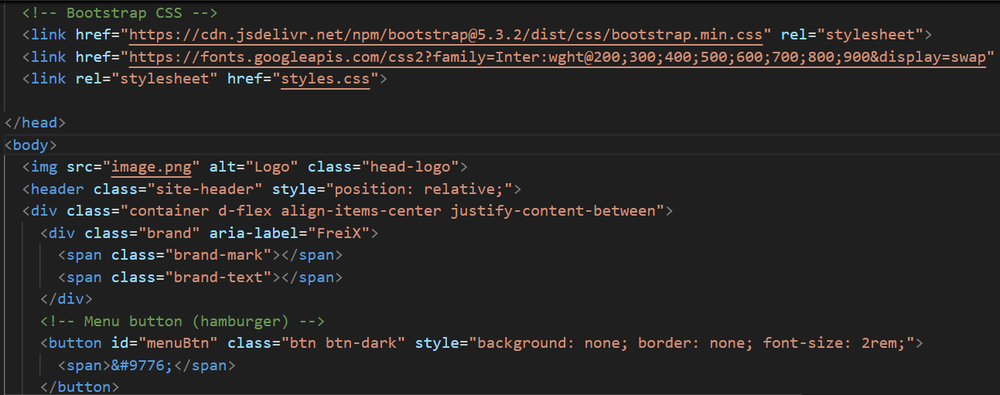 <!-- Bootstrap CSS -->
<link href="https://cdn.jsdelivr.net/npm/bootstrap@5.3.2/dist/css/bootstrap.min.css" rel="stylesheet">
<link href="https://fonts.googleapis.com/css2?family=Inter:wght@200;300;400;500;600;700;800;900&display=swap"
<link rel="stylesheet" href="styles.css">
</head>
<body>
<img src="image.png" alt="Logo" class="head-logo">
<header class="site-header" style="position: relative;">
<div class="container d-flex align-items-center justify-content-between">
<div class="brand" aria-label="FreiX">
<span class="brand-mark"></span>
<span class="brand-text"></span>
</div>
<!-- Menu button (hamburger) -->
<button id="menuBtn" class="btn btn-dark" style="background: none; border: none; font-size: 2rem;">
<span>&#9776;</span>
</button>